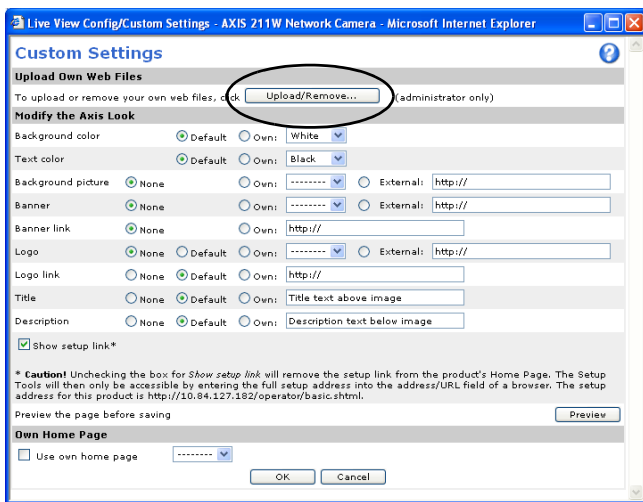 Live View Config/Custom Settings - AXIS 211W Network Camera - Microsoft Internet Explorer
Custom Settings ?
Upload Own Web Files
To upload or remove your own web files, click Upload/Remove... (administrator only)
Modify the Axis Look
Background color Default Own: White
Text color Default Own: Black
Background picture None Own: -------- External: http://
Banner None Own: -------- External: http://
Banner link None Own: http://
Logo None Default Own: -------- External: http://
Logo link None Default Own: http://
Title None Default Own: Title text above image
Description None Default Own: Description text below image
Show setup link*
* Caution! Unchecking the box for Show setup link will remove the setup link from the product's Home Page. The Setup
Tools will then only be accessible by entering the full setup address into the address/URL field of a browser. The setup
address for this product is http://10.84.127.182/operator/basic.shtml.
Preview the page before saving Preview
Own Home Page
Use own home page --------
OK Cancel